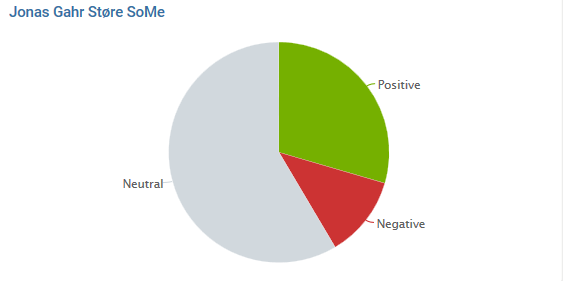 Jonas Gahr Støre SoMe
Positive
Neutral
Negative